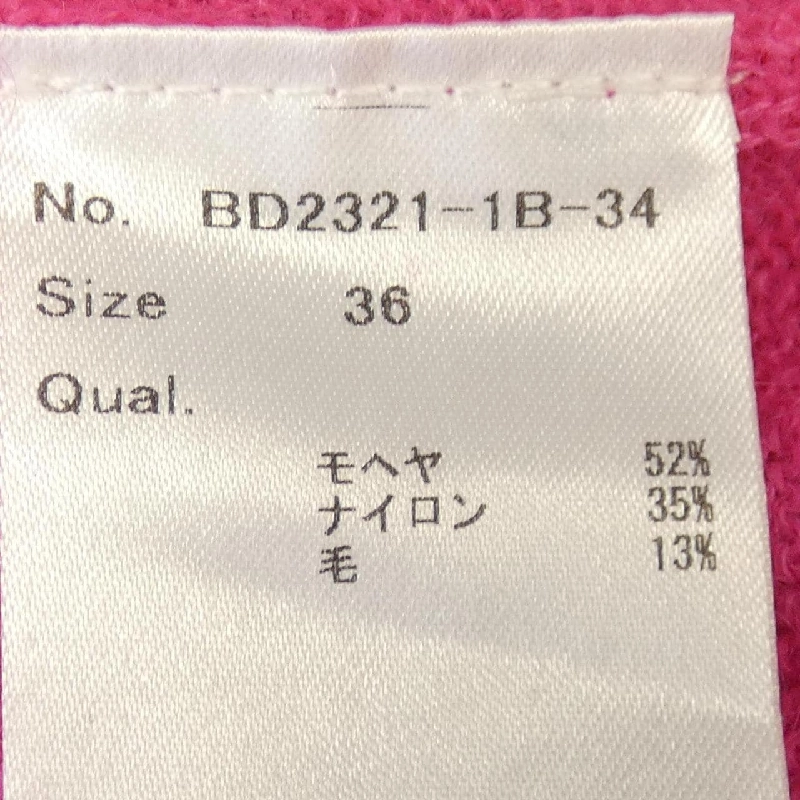 No. BD2321-1B-34
Size 36
Qual.
モヘヤ 52%
ナイロン 35%
毛 13%